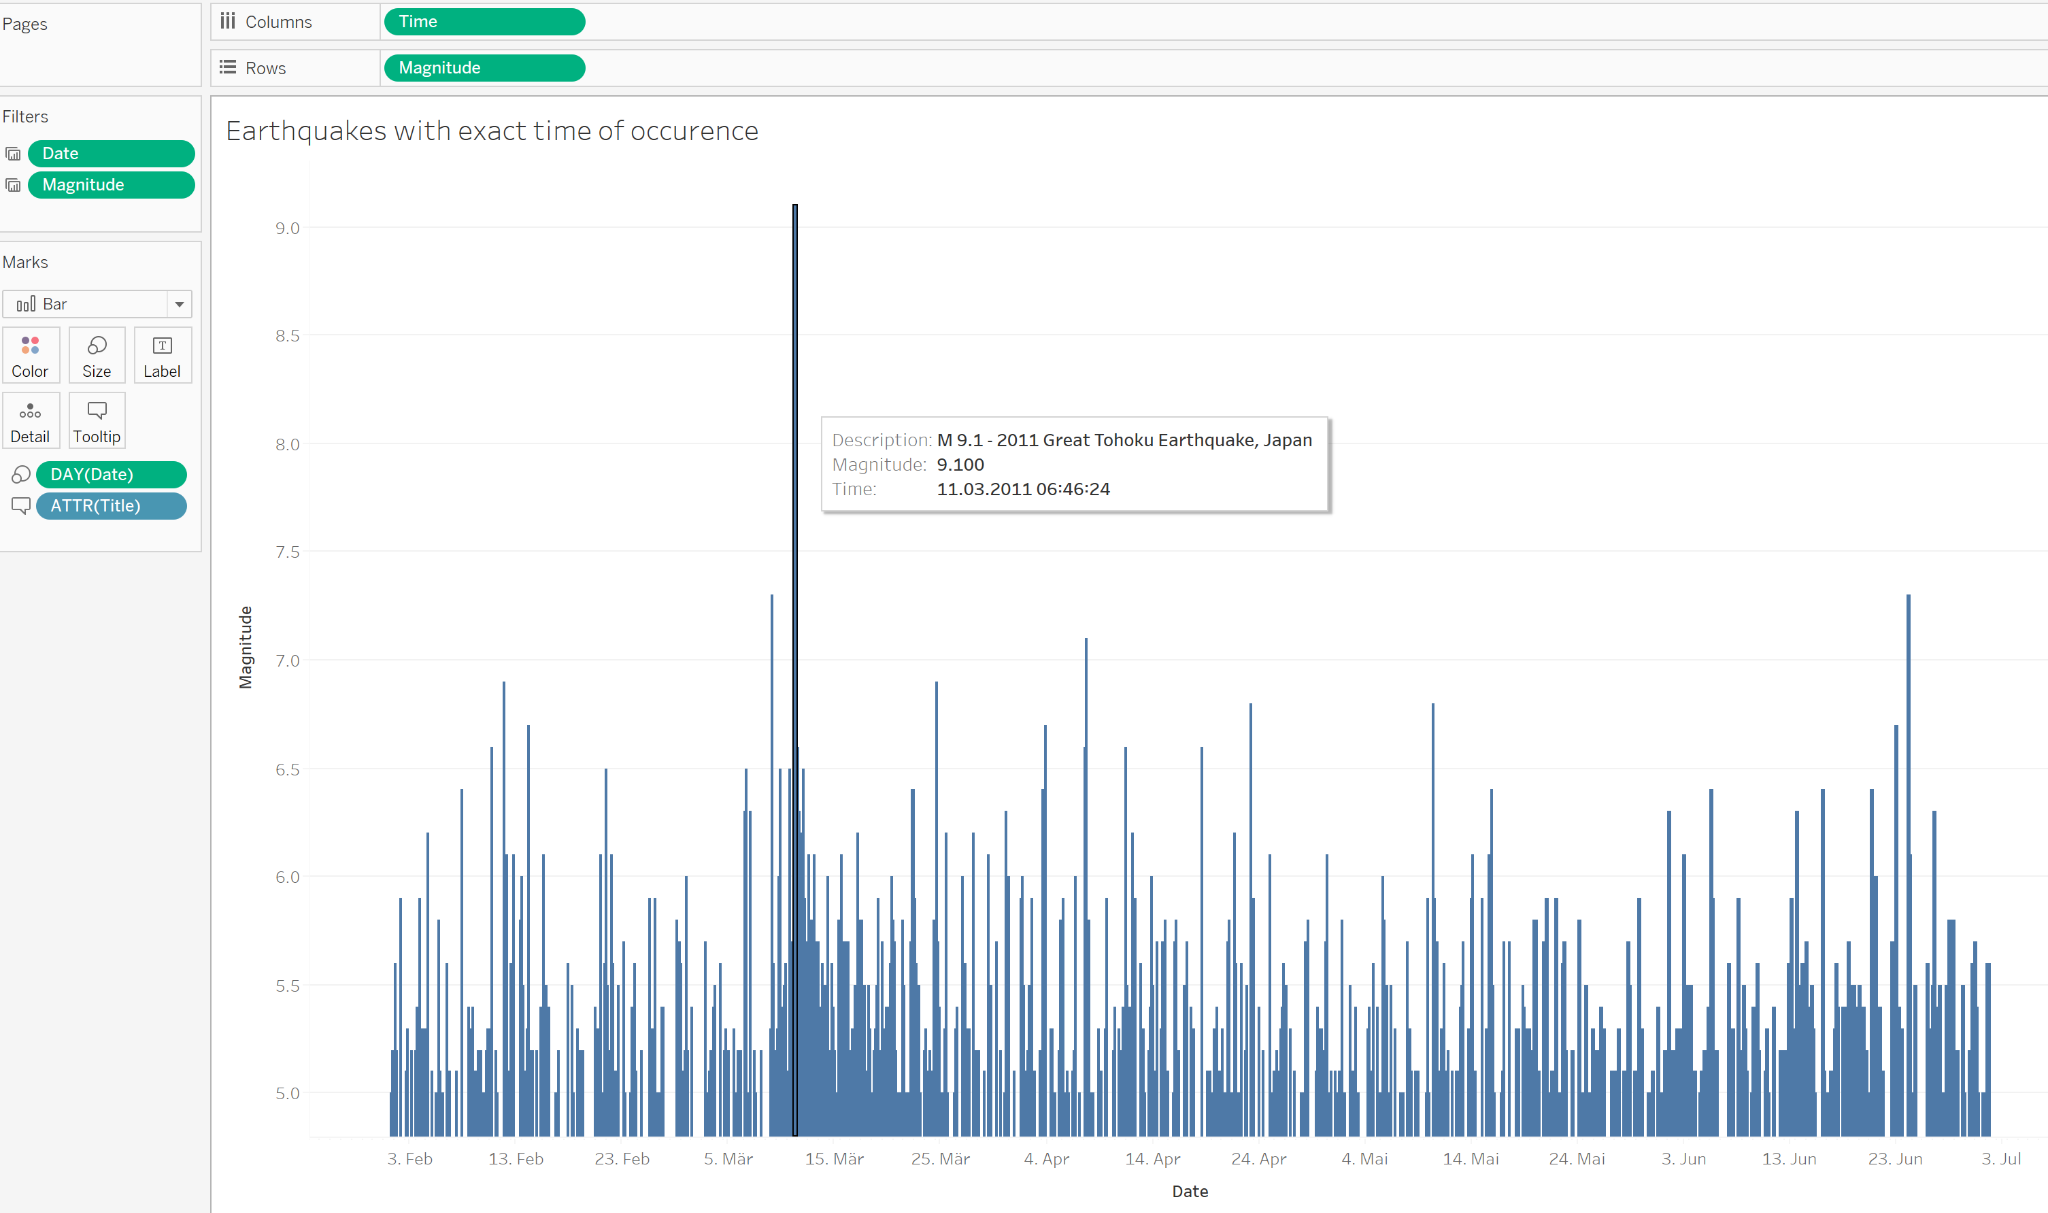 Pages
Columns
Time
Rows
Magnitude
Filters
Date
Magnitude
Marks
Bar
Color
Size
Label
Detail
Tooltip
DAY(Date)
ATTR(Title)
Earthquakes with exact time of occurence
9.0
8.5
8.0
7.5
7.0
6.5
6.0
5.5
5.0
Magnitude
Description: M 9.1 - 2011 Great Tohoku Earthquake, Japan
Magnitude: 9.100
Time: 11.03.2011 06:46:24
3. Feb 13. Feb 23. Feb 5. Mär 15. Mär 25. Mär 4. Apr 14. Apr 24. Apr 4. Mai 14. Mai 24. Mai 3. Jun 13. Jun 23. Jun 3. Jul
Date